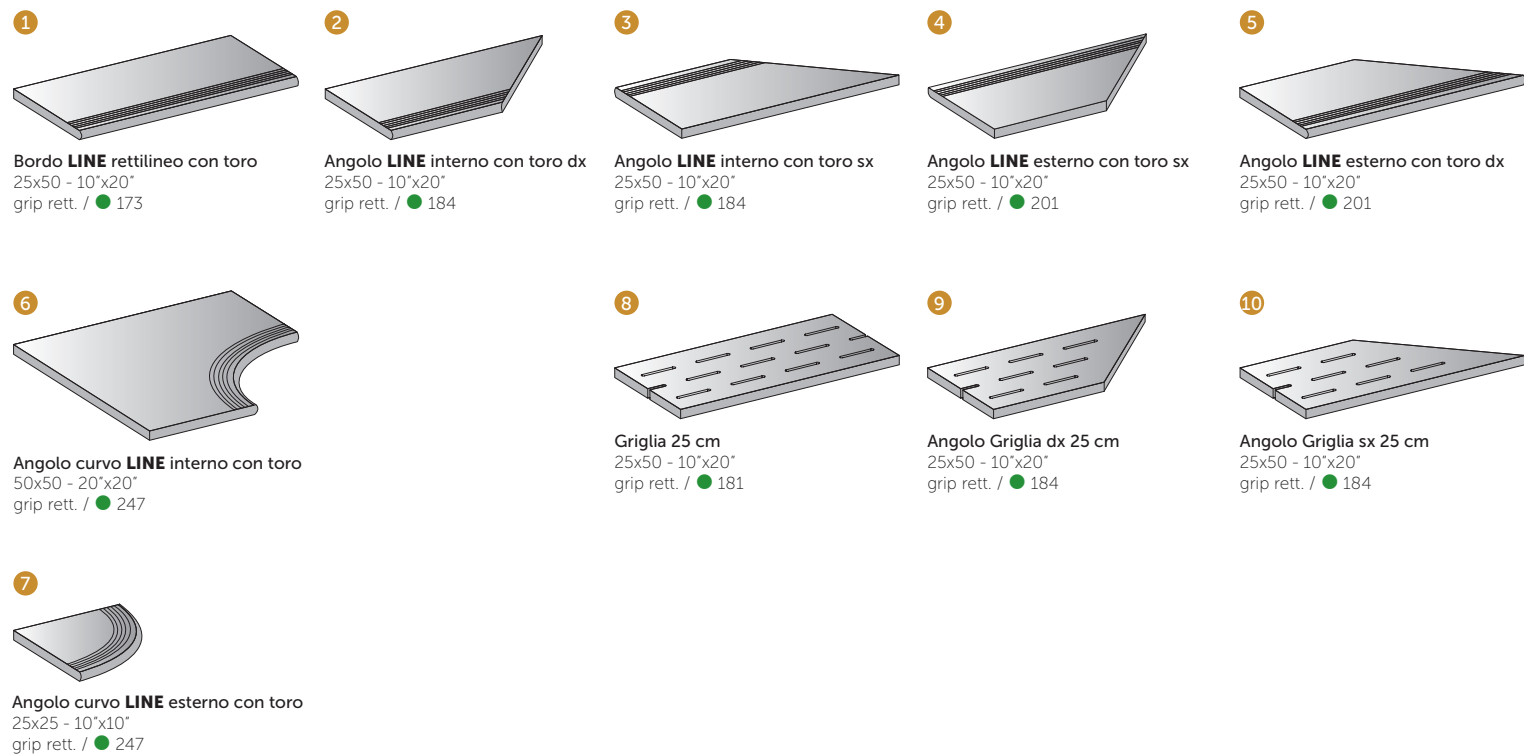 1
Bordo LINE rettilineo con toro
25x50 - 10”x20”
grip rett. / ● 173
2
Angolo LINE interno con toro dx
25x50 - 10”x20”
grip rett. / ● 184
3
Angolo LINE interno con toro sx
25x50 - 10”x20”
grip rett. / ● 184
4
Angolo LINE esterno con toro sx
25x50 - 10”x20”
grip rett. / ● 201
5
Angolo LINE esterno con toro dx
25x50 - 10”x20”
grip rett. / ● 201
6
Angolo curvo LINE interno con toro
50x50 - 20”x20”
grip rett. / ● 247
8
Griglia 25 cm
25x50 - 10”x20”
grip rett. / ● 181
9
Angolo Griglia dx 25 cm
25x50 - 10”x20”
grip rett. / ● 184
10
Angolo Griglia sx 25 cm
25x50 - 10”x20”
grip rett. / ● 184
7
Angolo curvo LINE esterno con toro
25x25 - 10”x10”
grip rett. / ● 247